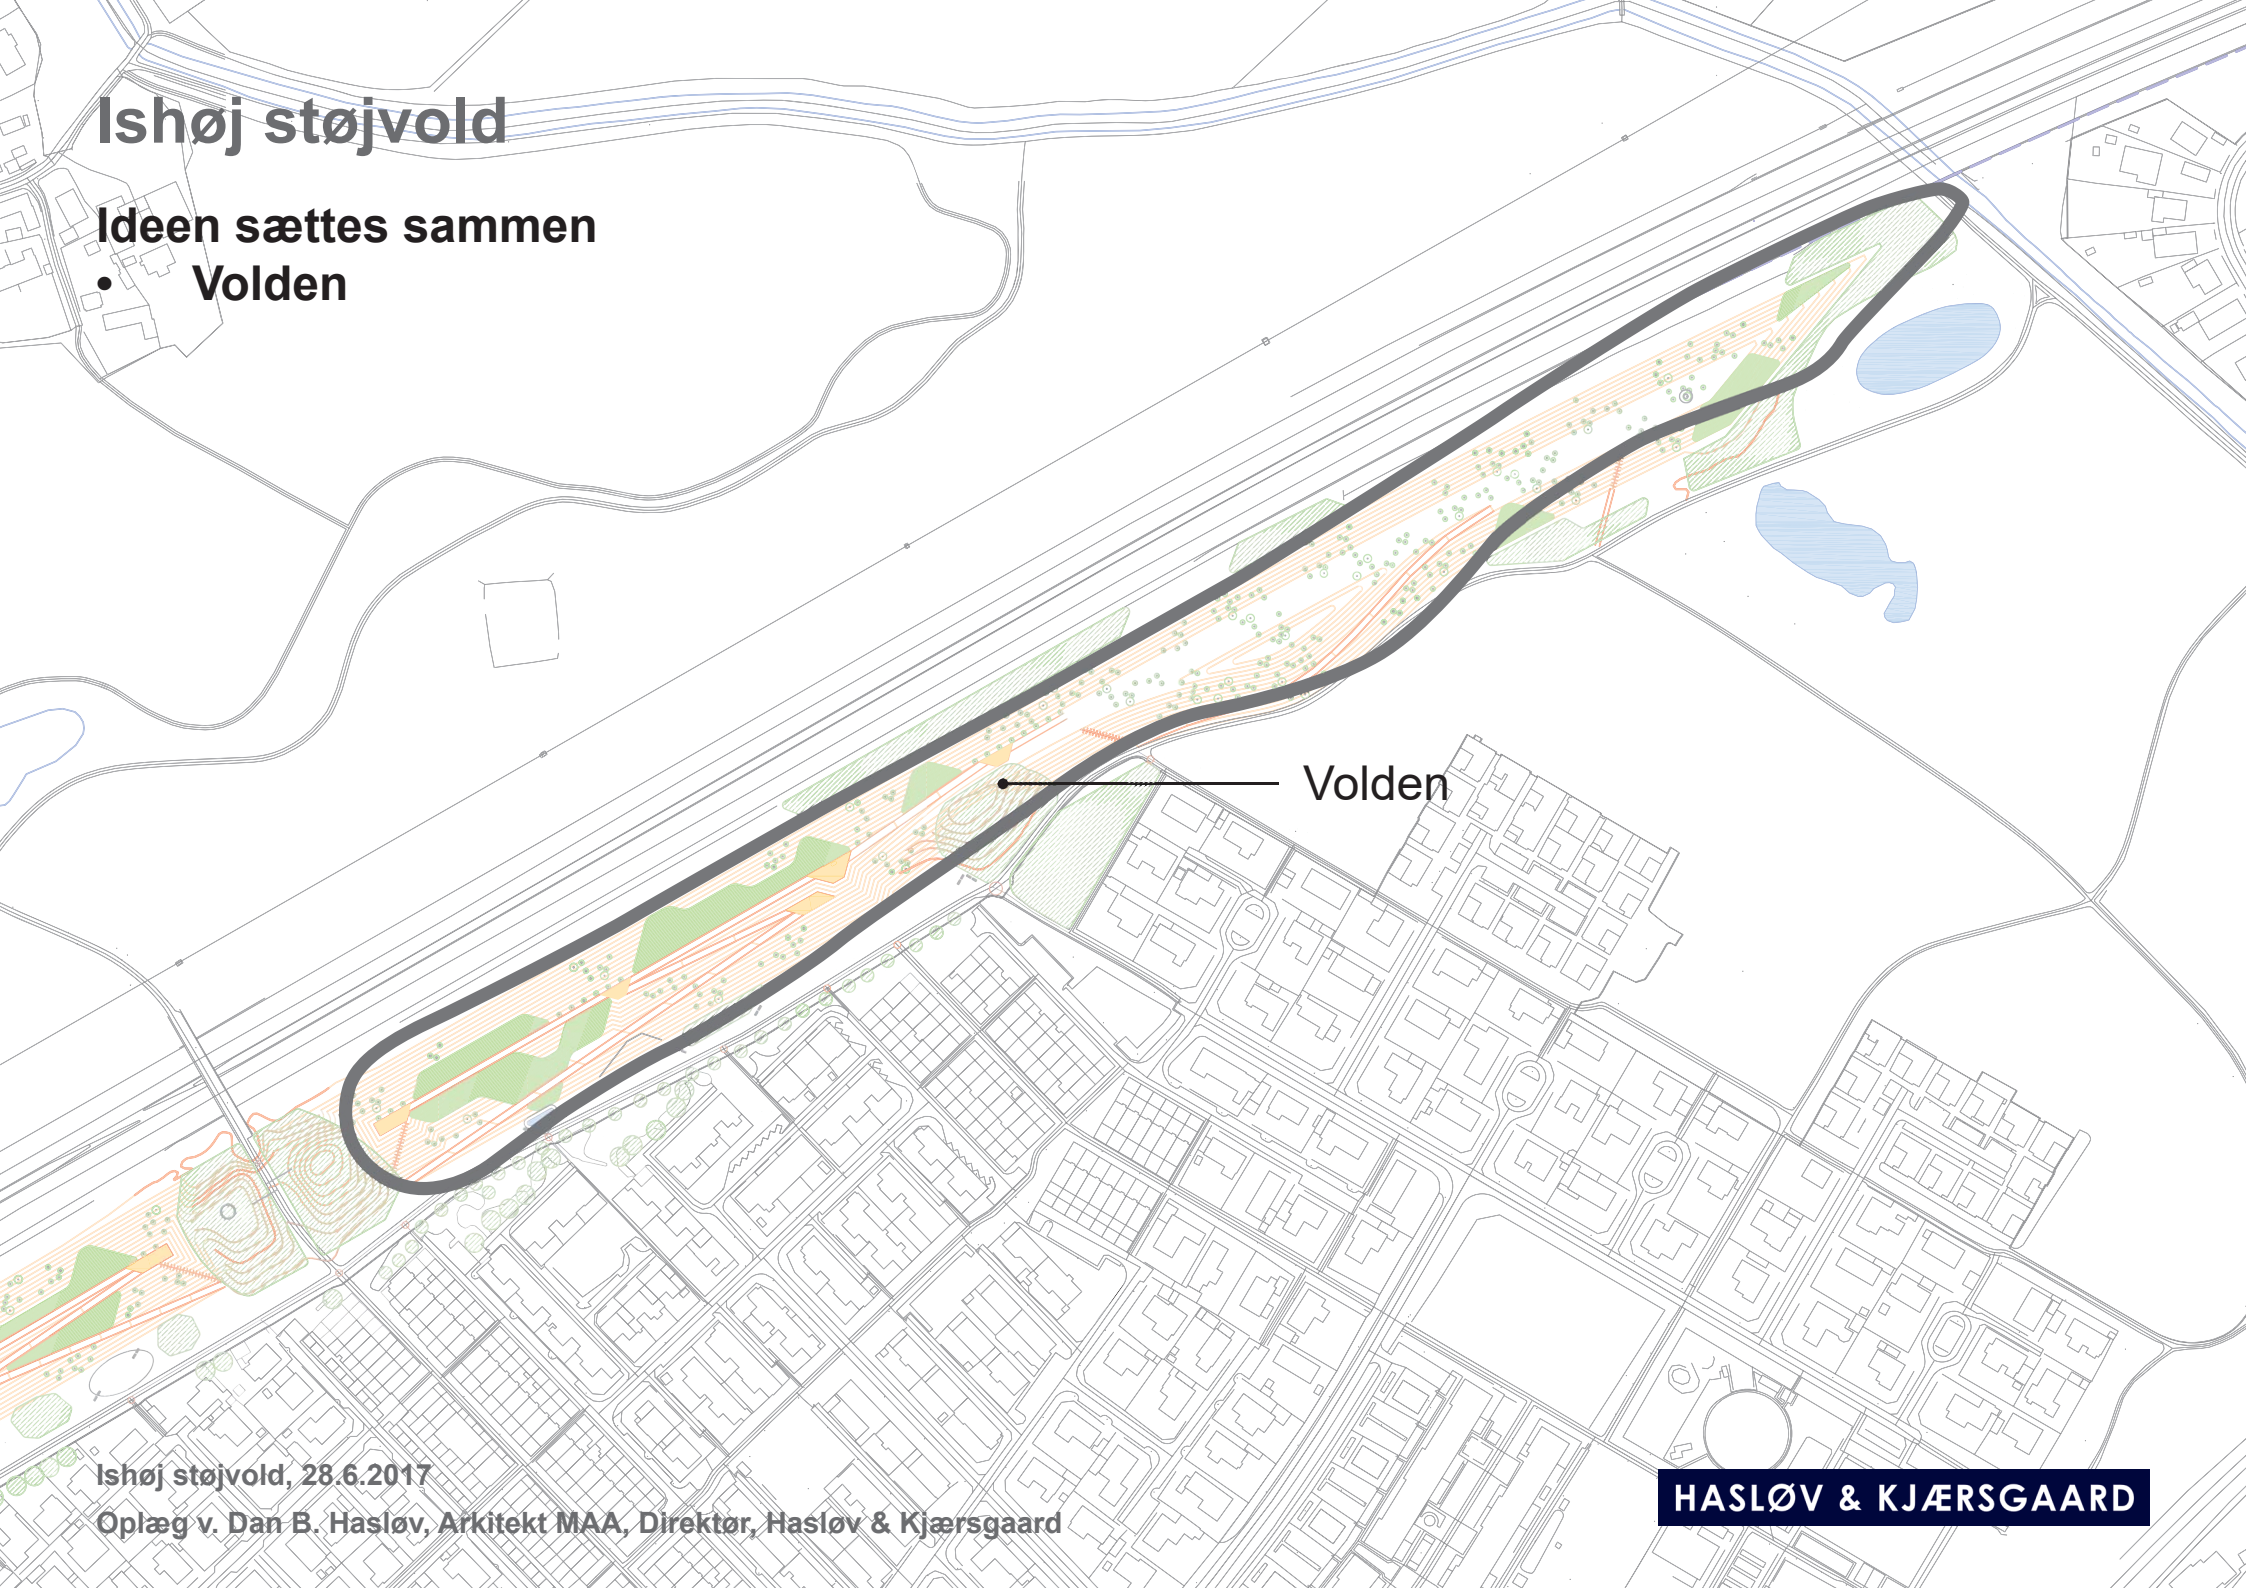 Ishøj støjvold
Ideen sættes sammen
• Volden
Volden
Ishøj støjvold, 28.6.2017
Oplæg v. Dan B. Hasløv, Arkitekt MAA, Direktør, Hasløv & Kjærsgaard
HASLØV & KJÆRSGAARD